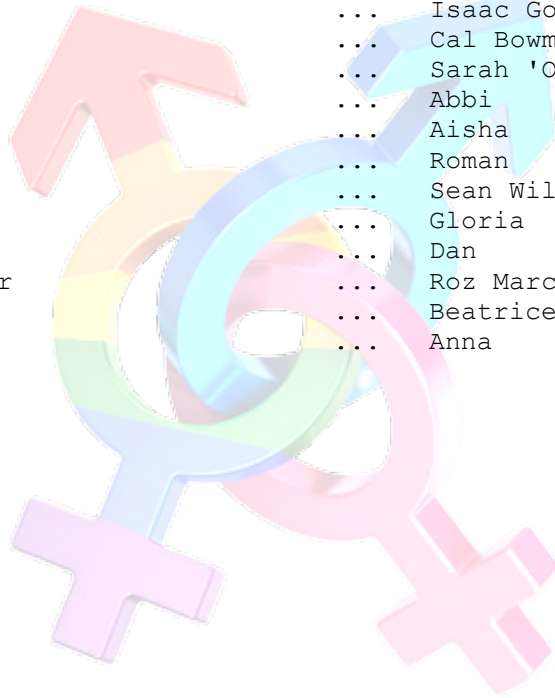 ... Isaac Go
... Cal Bowm
... Sarah 'O
... Abbi
... Aisha
... Roman
... Sean Wil
... Gloria
... Dan
r ... Roz Marc
... Beatrice
... Anna